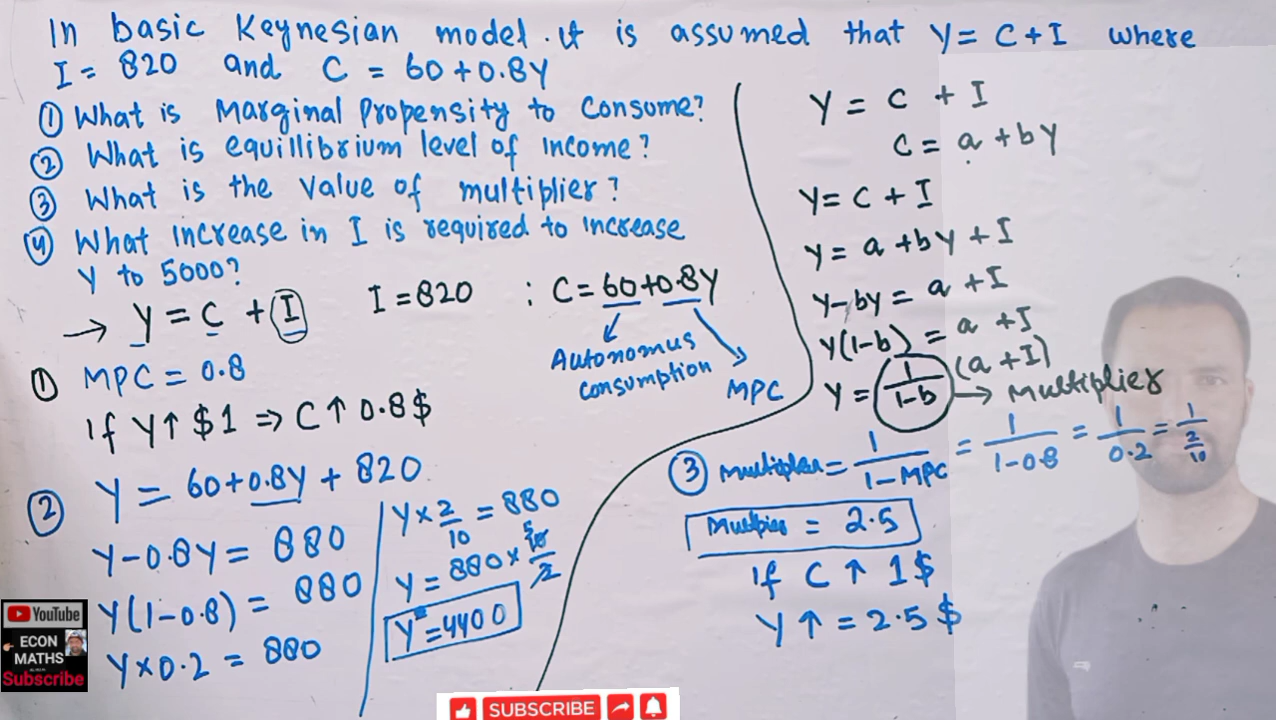 In basic Keynesian model. It is assumed that Y = C + I where
I = 820 and C = 60 + 0.8Y
① What is Marginal Propensity to Consume?
② What is equillibrium level of income?
③ What is the value of multiplier?
④ What increase in I is required to increase
Y to 5000?
→ Y = C + I I = 820 : C = 60 + 0.8Y
Autonomus
consumption
MPC
① MPC = 0.8
If Y↑ $1 ⇒ C↑ 0.8$
② Y = 60 + 0.8Y + 820
Y - 0.8Y = 880
Y(1-0.8) = 880
Y × 0.2 = 880
Y × 2/10 = 880
Y = 880 × 10/2 5
Y* = 4400
Y = C + I
C = a + bY
Y = C + I
Y = a + bY + I
Y - bY = a + I
Y(1-b) = a + I
Y = 1/(1-b) (a + I) → Multiplier
③ Multiplier = 1/(1-MPC) = 1/(1-0.8) = 1/0.2 = 1/(2/10)
Multiplier = 2.5
If C ↑ 1$
Y ↑ = 2.5 $
YouTube
ECON
MATHS
Subscribe
SUBSCRIBE